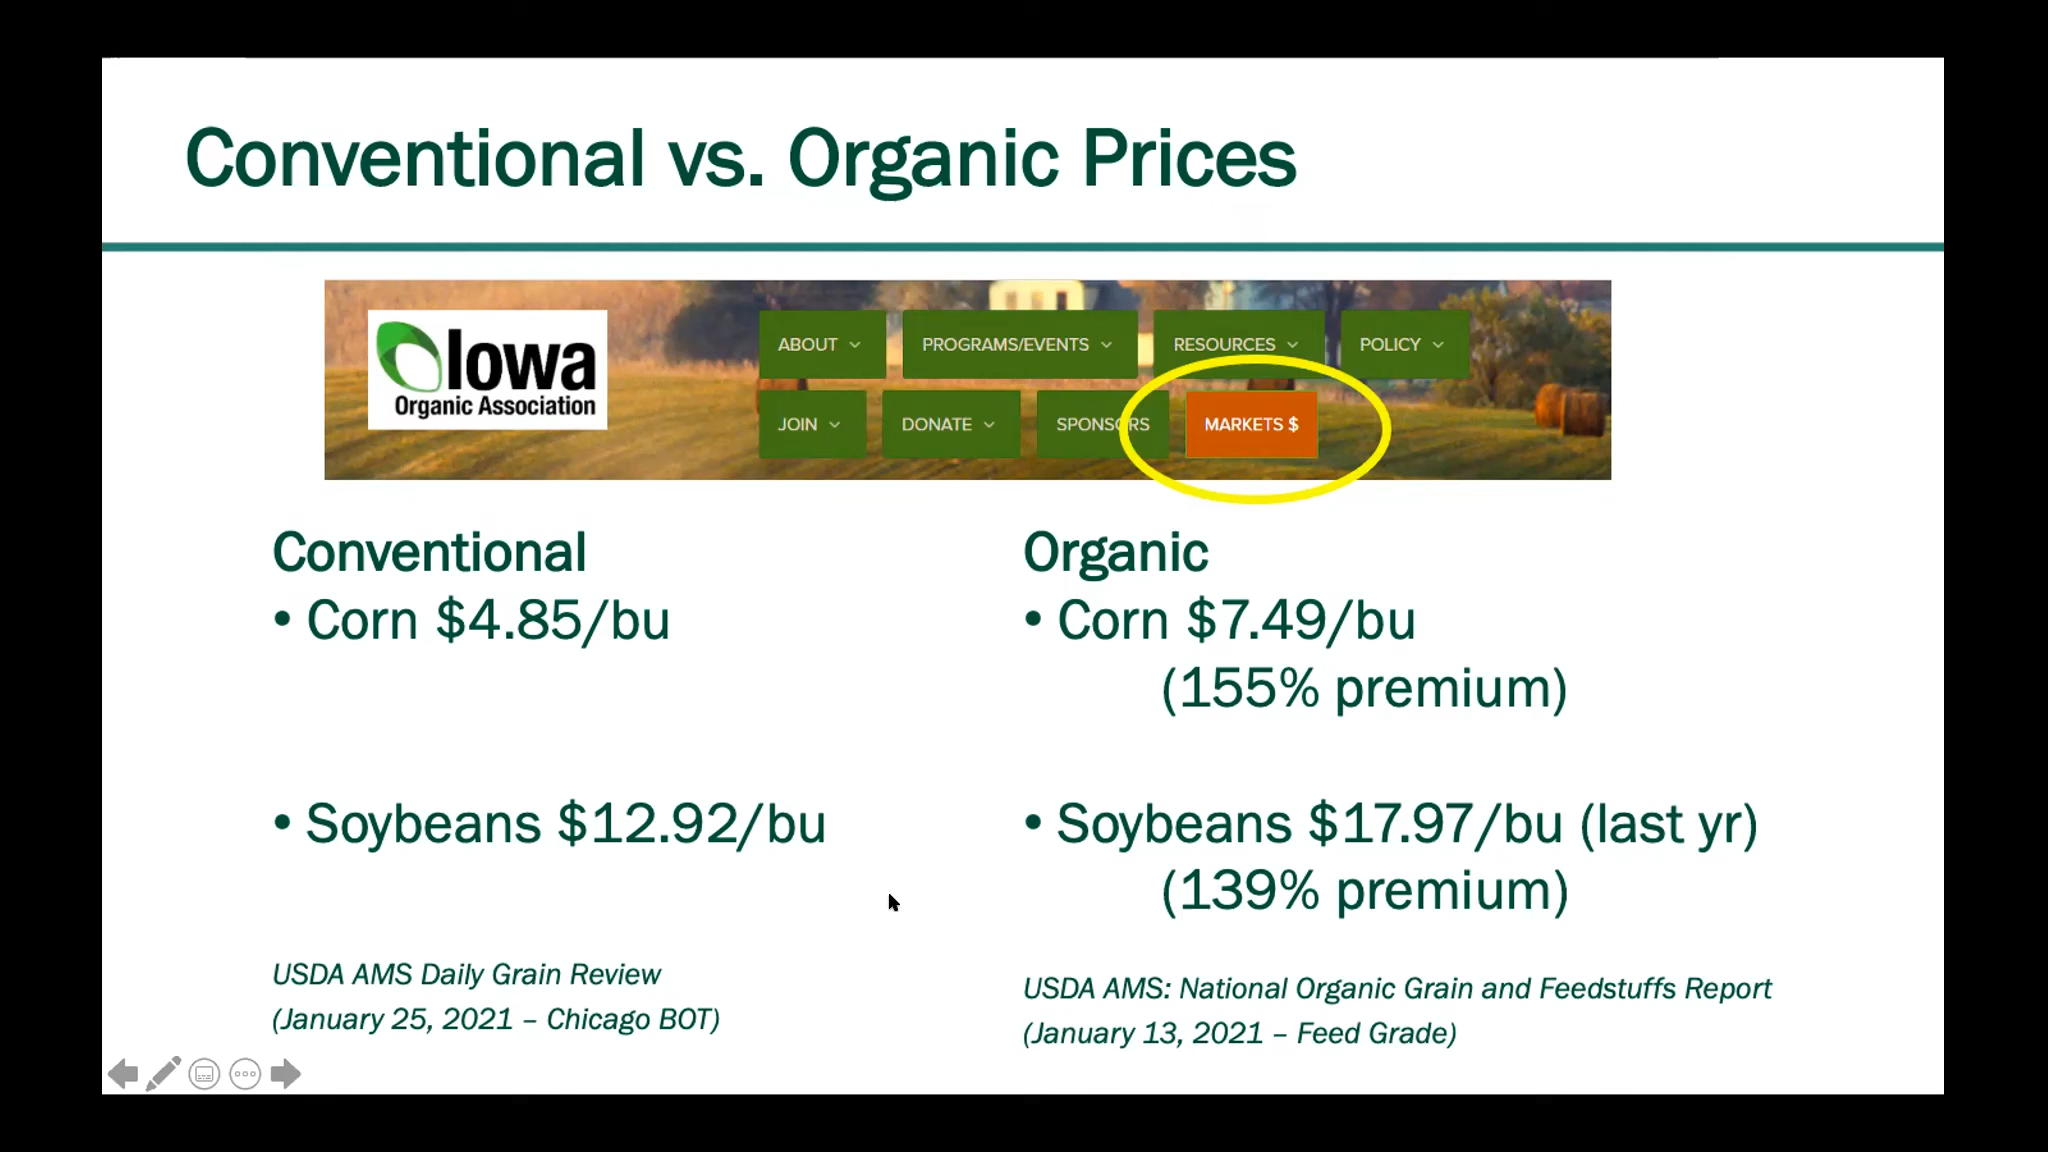 Conventional vs. Organic Prices
Iowa
Organic Association
ABOUT PROGRAMS/EVENTS RESOURCES POLICY
JOIN DONATE SPONSORS MARKETS $
Conventional
• Corn $4.85/bu
• Soybeans $12.92/bu
USDA AMS Daily Grain Review
(January 25, 2021 – Chicago BOT)
Organic
• Corn $7.49/bu
(155% premium)
• Soybeans $17.97/bu (last yr)
(139% premium)
USDA AMS: National Organic Grain and Feedstuffs Report
(January 13, 2021 – Feed Grade)